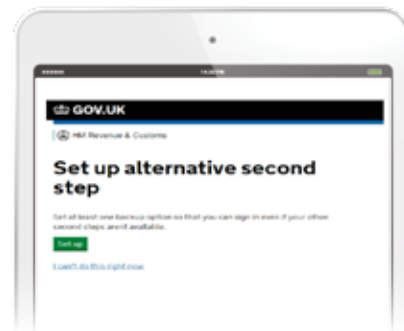 GOV.UK
HM Revenue & Customs
Set up alternative second
step
Set at least one backup option so that you can sign in even if your other
second steps arent available.
Set up
I can't do this right now